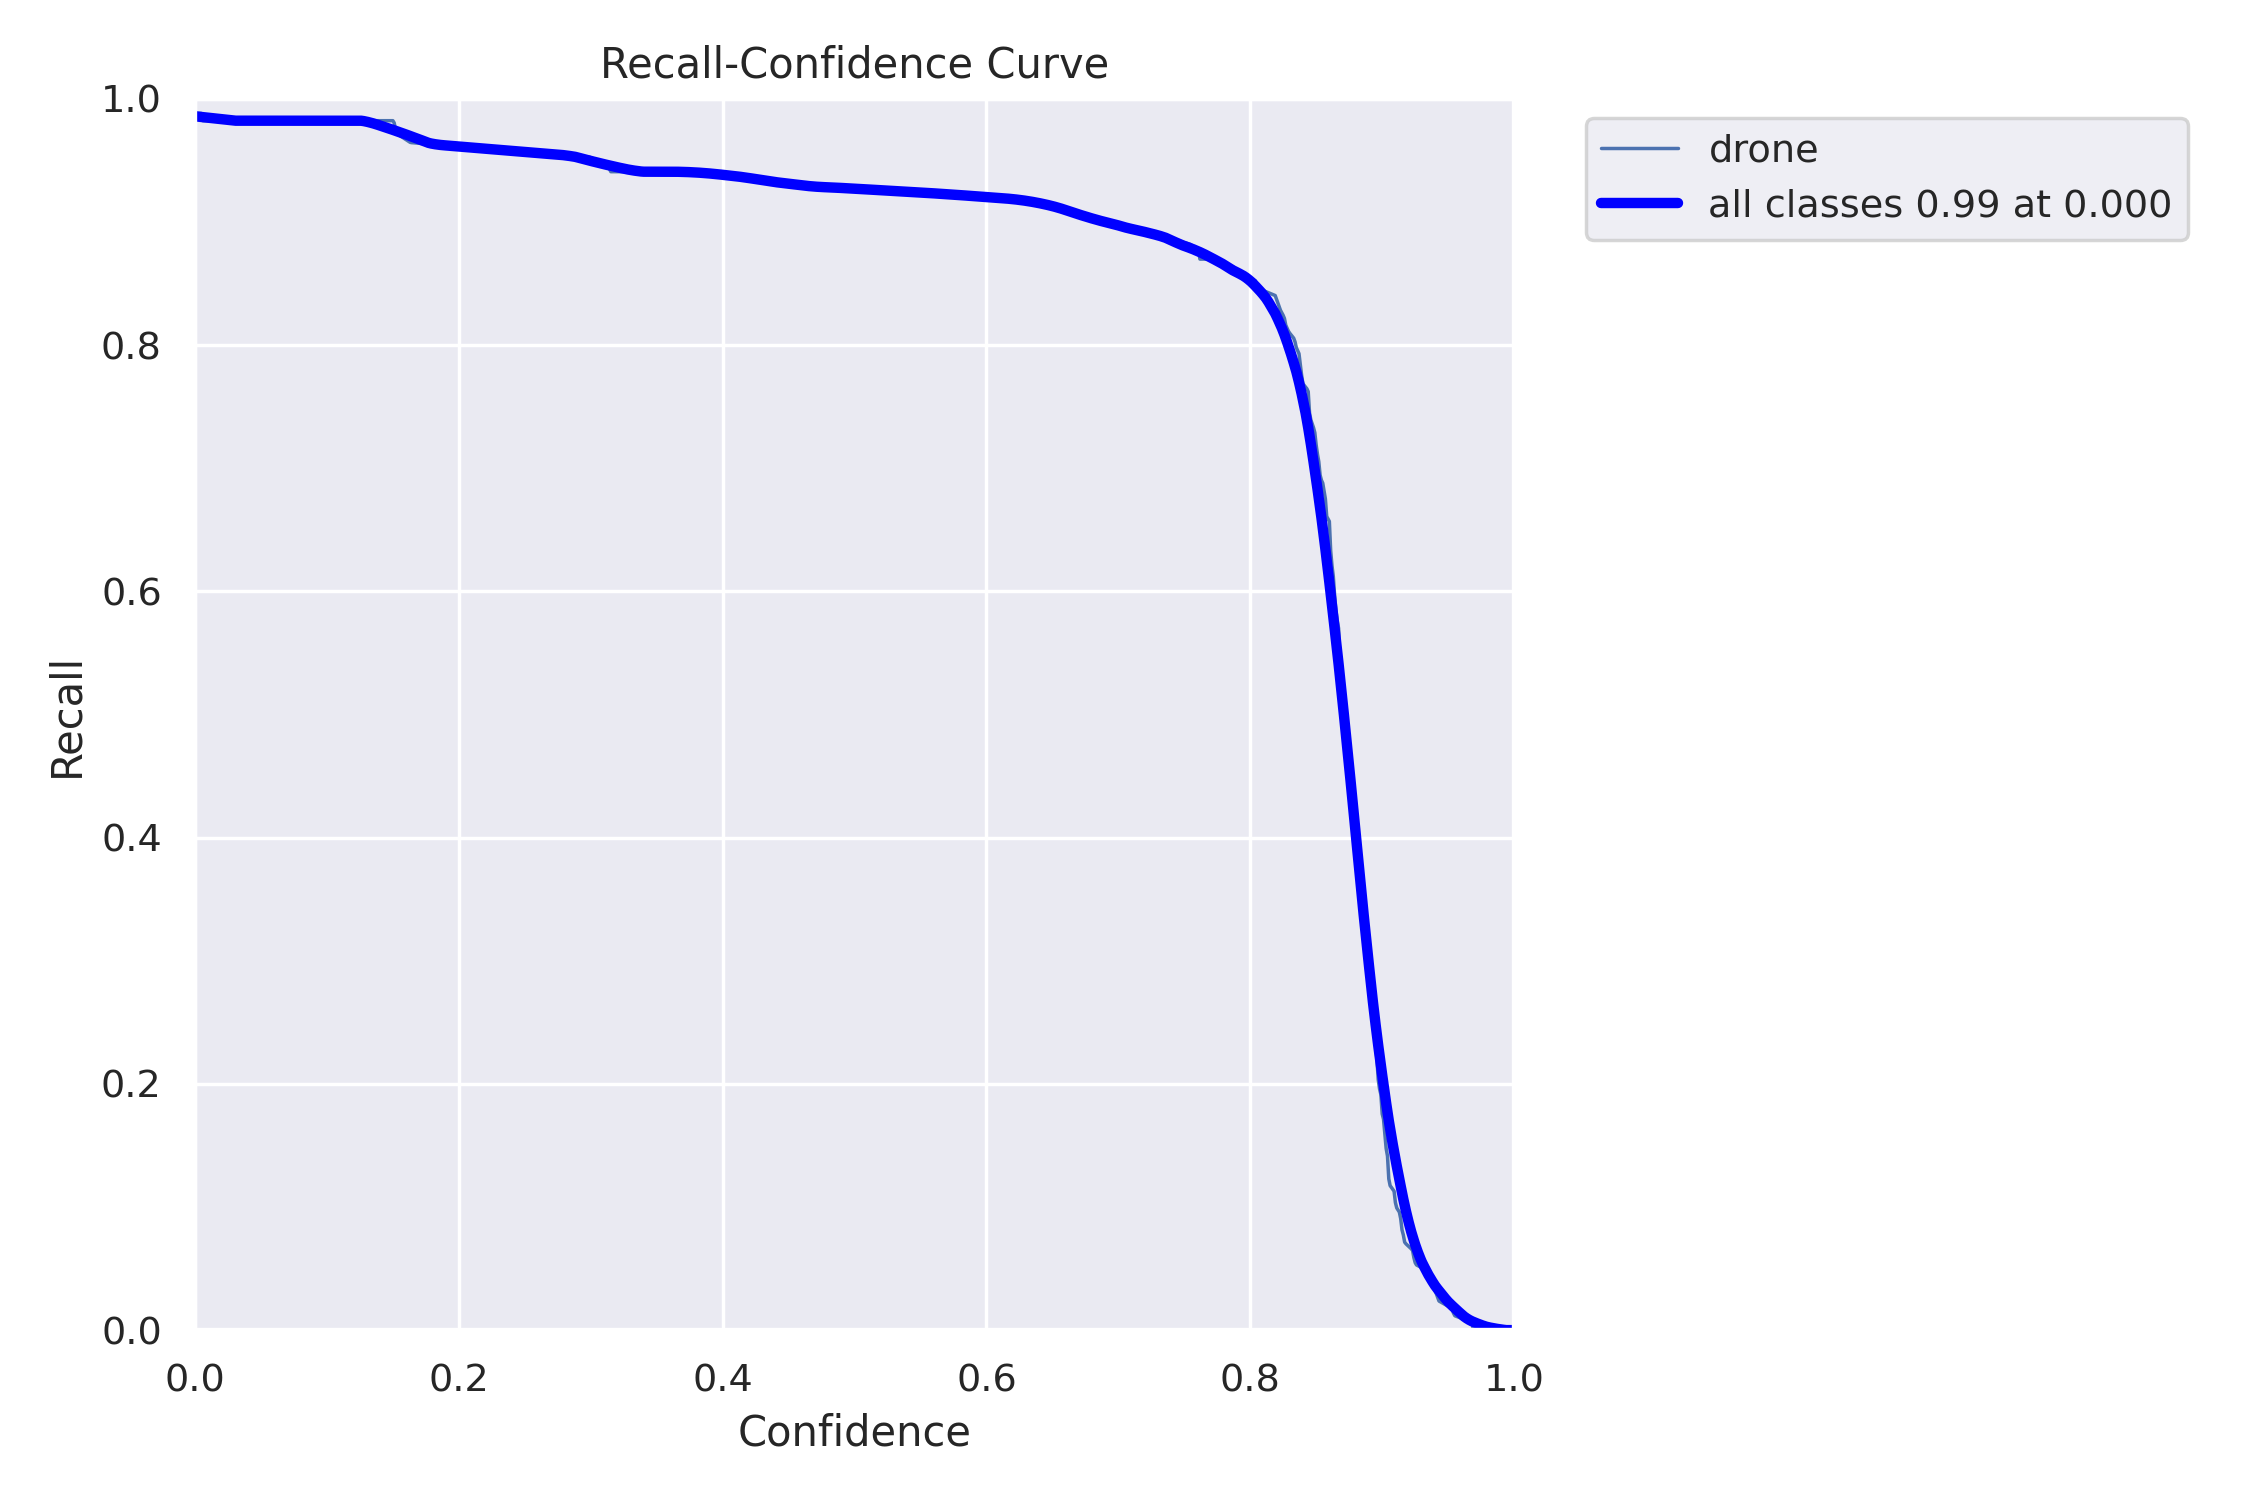 Recall-Confidence Curve
1.0
0.8
0.6
0.4
0.2
0.0
Recall
0.0 0.2 0.4 0.6 0.8 1.0
Confidence
drone
all classes 0.99 at 0.000